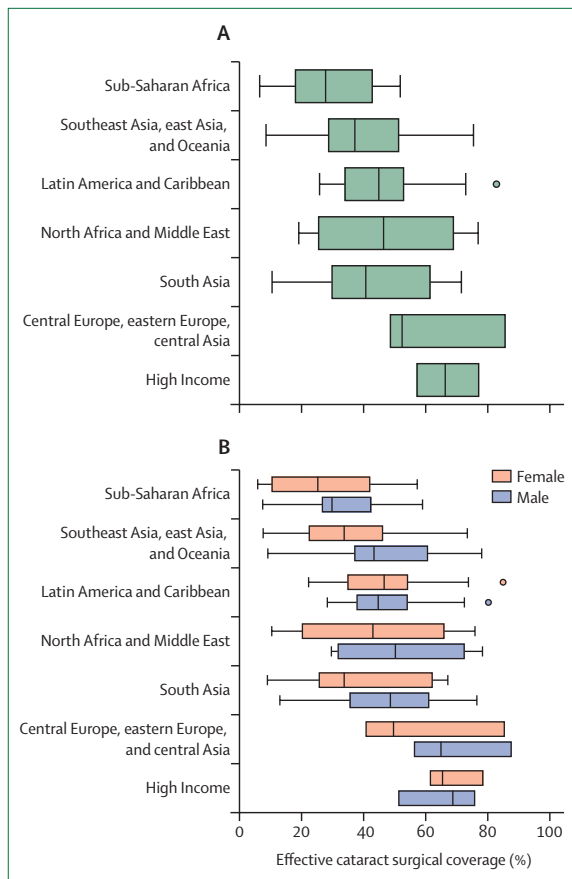 A
Sub-Saharan Africa
Southeast Asia, east Asia,
and Oceania
Latin America and Caribbean
North Africa and Middle East
South Asia
Central Europe, eastern Europe,
central Asia
High Income
B
Female
Male
Sub-Saharan Africa
Southeast Asia, east Asia,
and Oceania
Latin America and Caribbean
North Africa and Middle East
South Asia
Central Europe, eastern Europe,
and central Asia
High Income
0 20 40 60 80 100
Effective cataract surgical coverage (%)